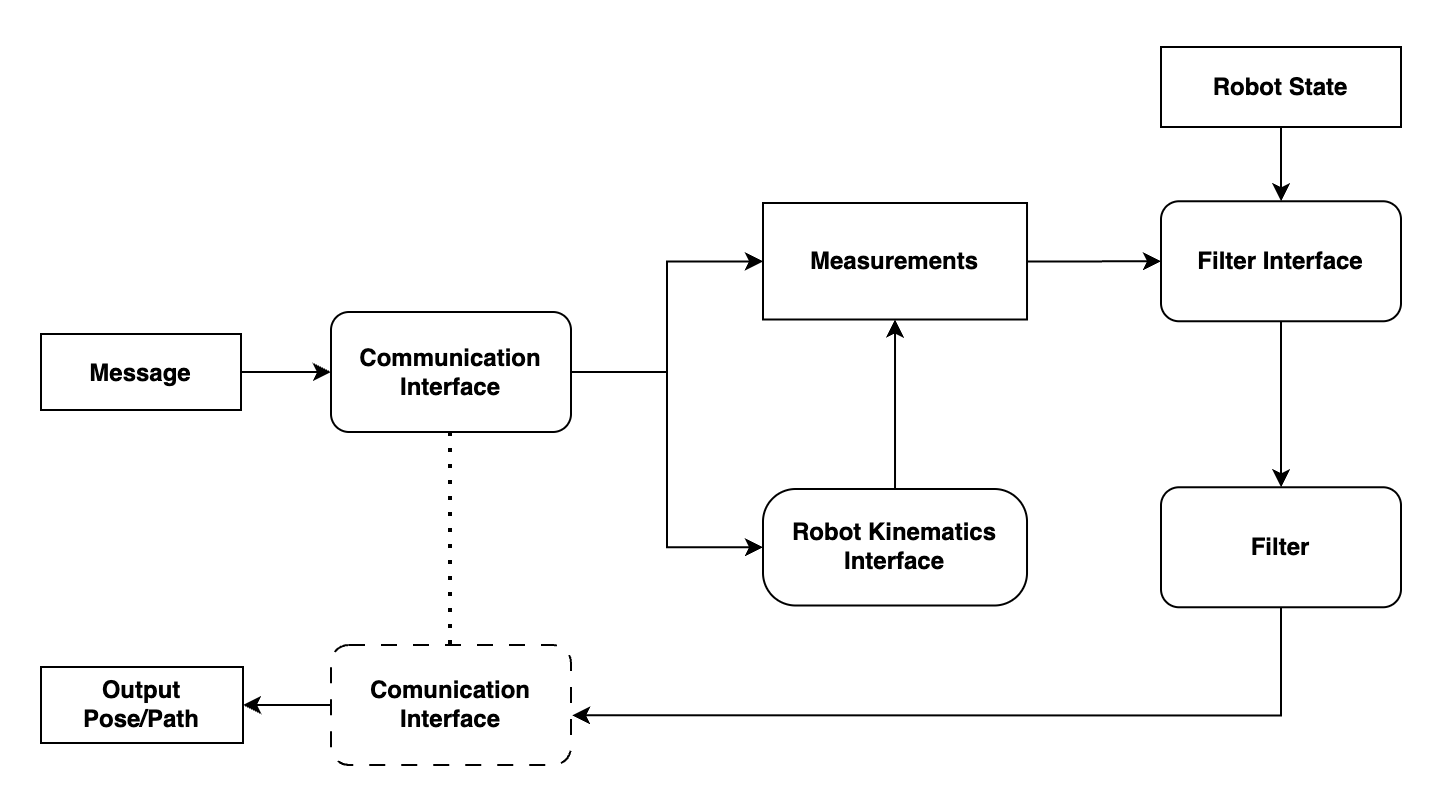 Robot State
Measurements
Filter Interface
Message
Communication
Interface
Robot Kinematics
Interface
Filter
Output
Pose/Path
Comunication
Interface